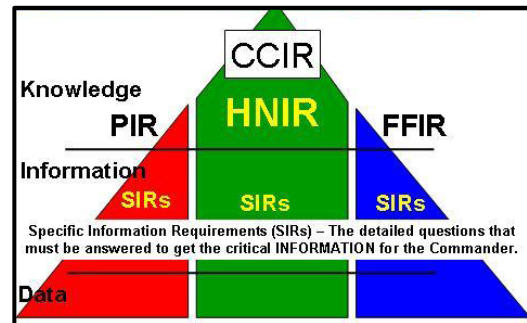 CCIR
Knowledge
PIR HNIR FFIR
Information
SIRs SIRs SIRs
Specific Information Requirements (SIRs) – The detailed questions that
must be answered to get the critical INFORMATION for the Commander.
Data